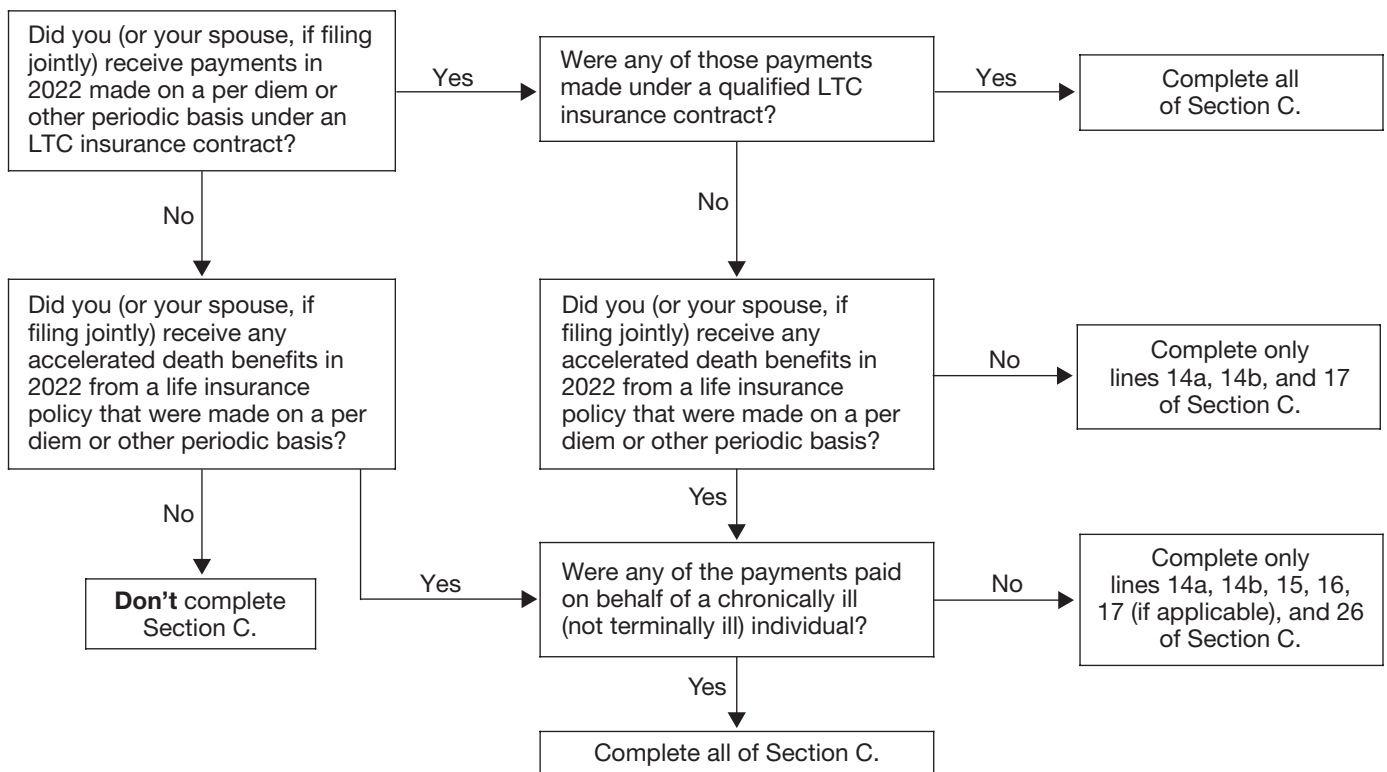 Did you (or your spouse, if filing
jointly) receive payments in
2022 made on a per diem or
other periodic basis under an
LTC insurance contract?
Yes
Were any of those payments
made under a qualified LTC
insurance contract?
Yes
Complete all
of Section C.
No
No
Did you (or your spouse, if
filing jointly) receive any
accelerated death benefits in
2022 from a life insurance
policy that were made on a per
diem or other periodic basis?
Did you (or your spouse, if
filing jointly) receive any
accelerated death benefits in
2022 from a life insurance
policy that were made on a per
diem or other periodic basis?
No
Complete only
lines 14a, 14b, and 17
of Section C.
No
Yes
Don't complete
Section C.
Yes
Were any of the payments paid
on behalf of a chronically ill
(not terminally ill) individual?
No
Complete only
lines 14a, 14b, 15, 16,
17 (if applicable), and 26
of Section C.
Yes
Complete all of Section C.